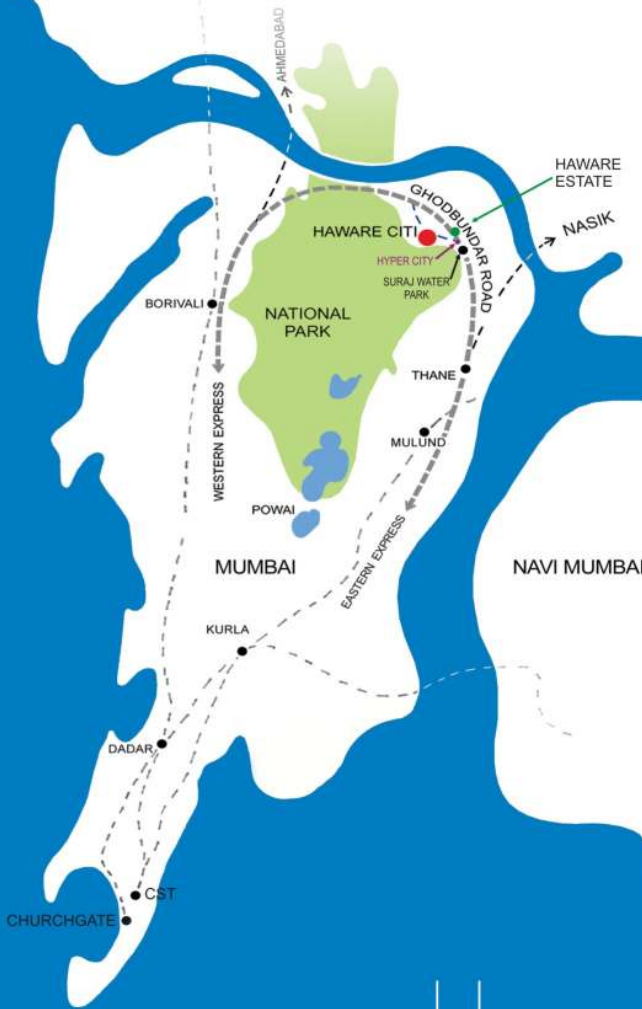 AHMEDABAD
HAWARE
ESTATE
GHODBUNDAR ROAD
NASIK
HAWARE CITI
HYPER CITY
SURAJ WATER
PARK
BORIVALI
NATIONAL
PARK
THANE
WESTERN EXPRESS
MULUND
POWAI
EASTERN EXPRESS
MUMBAI
NAVI MUMBAI
KURLA
DADAR
CST
CHURCHGATE